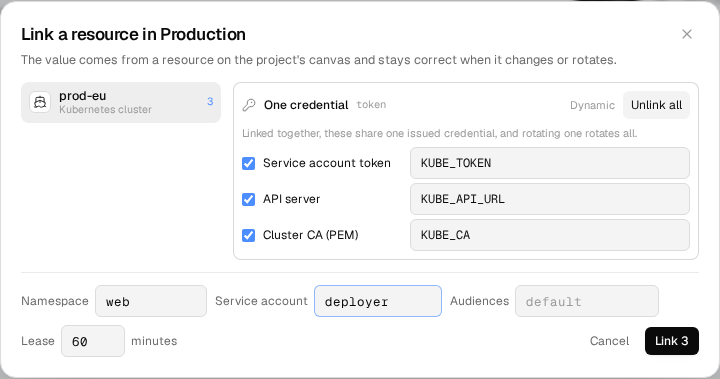 Link a resource in Production
The value comes from a resource on the project's canvas and stays correct when it changes or rotates.
prod-eu
Kubernetes cluster
3
One credential token Dynamic Unlink all
Linked together, these share one issued credential, and rotating one rotates all.
Service account token KUBE_TOKEN
API server KUBE_API_URL
Cluster CA (PEM) KUBE_CA
Namespace web Service account deployer Audiences default
Lease 60 minutes Cancel Link 3